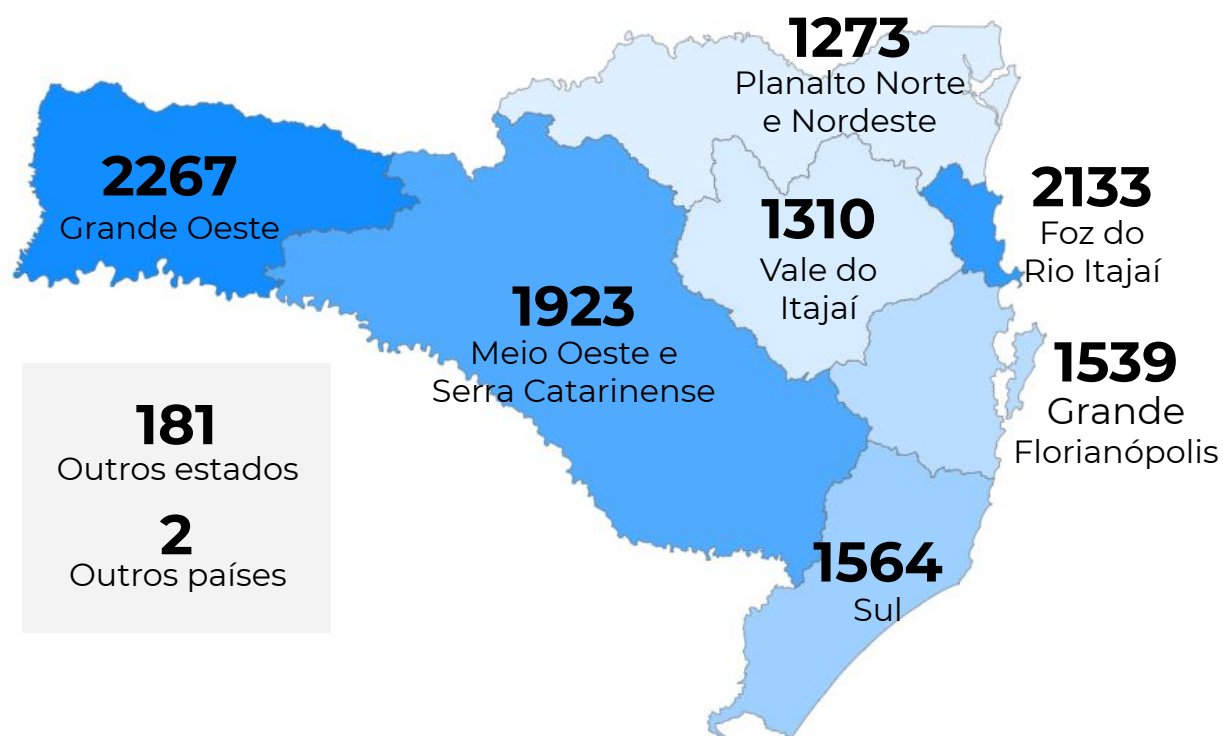 1273
Planalto Norte
e Nordeste
2267
Grande Oeste
1310
Vale do
Itajaí
2133
Foz do
Rio Itajaí
1923
Meio Oeste e
Serra Catarinense
1539
Grande
Florianópolis
181
Outros estados
2
Outros países
1564
Sul